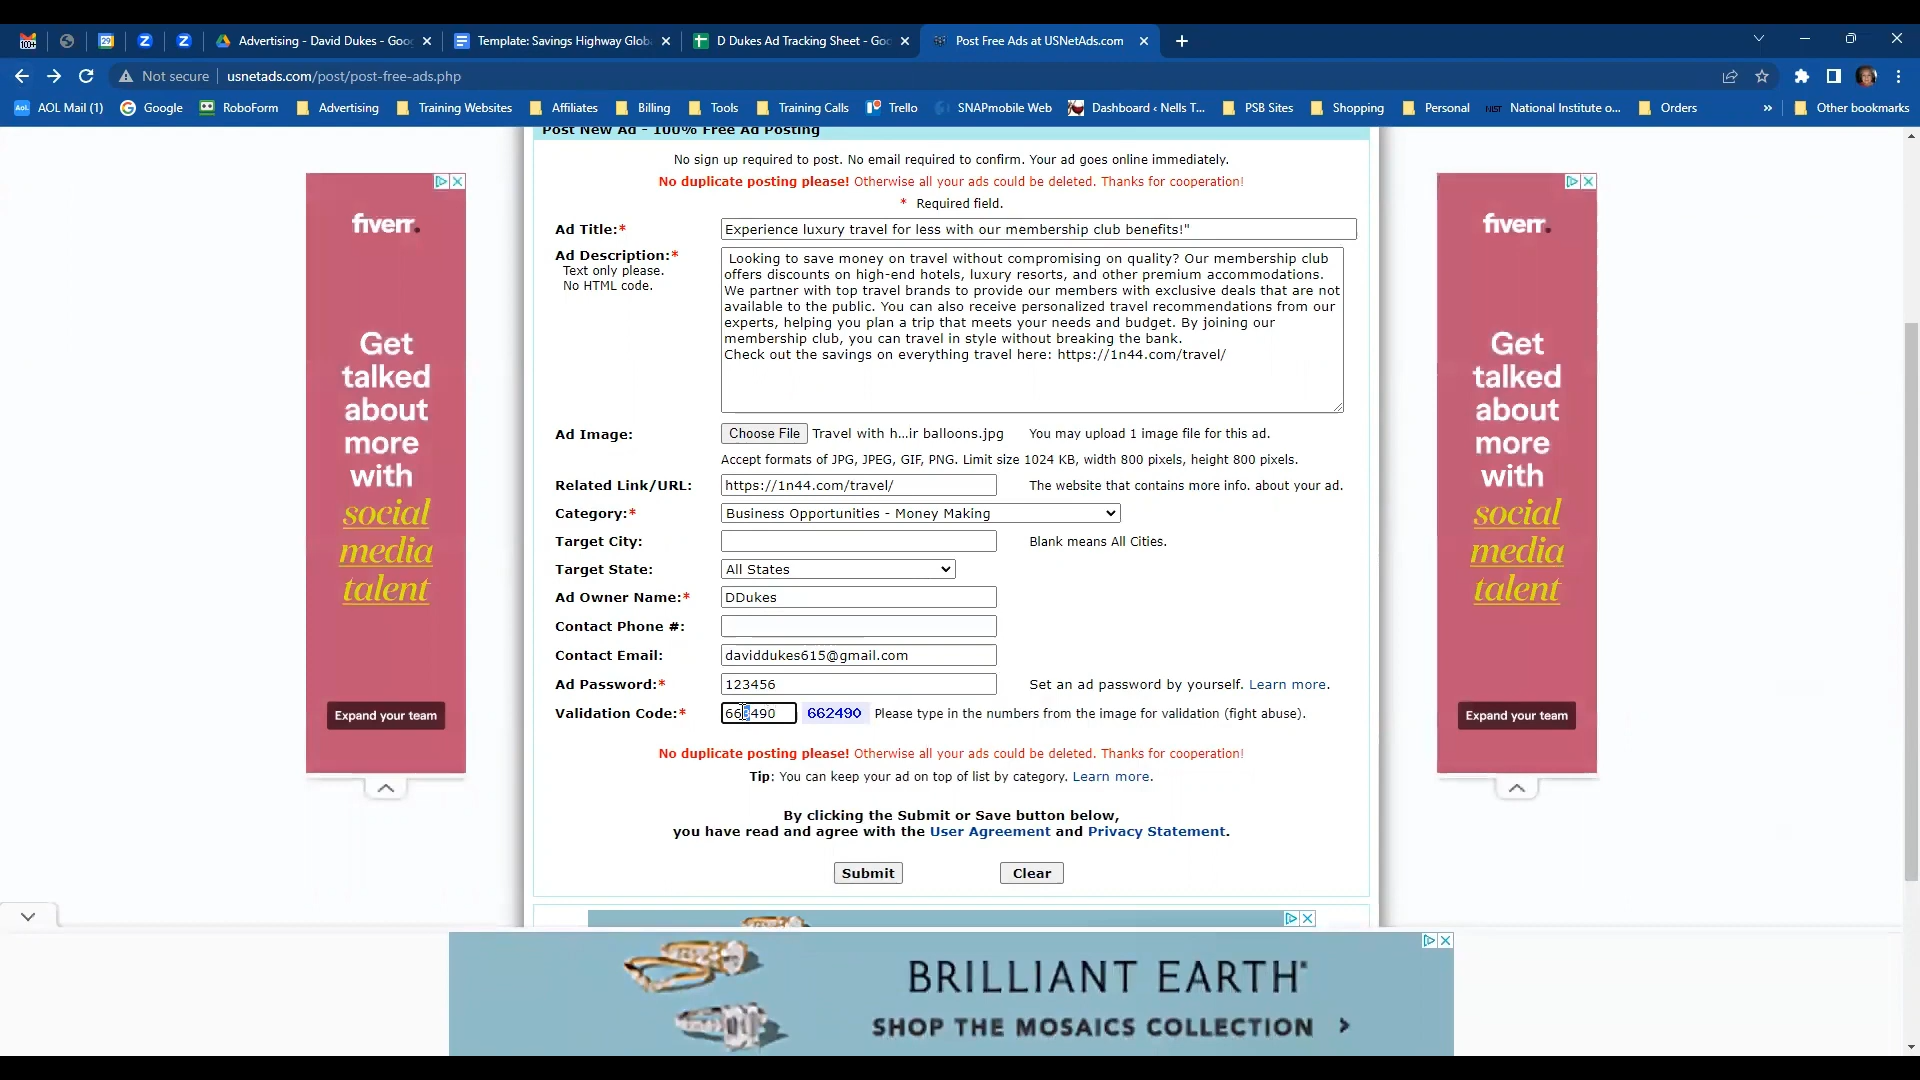 Advertising - David Dukes - Goo
Template: Savings Highway Glob
D Dukes Ad Tracking Sheet - Goo
Post Free Ads at USNetAds.com
Not secure
usnetads.com/post/post-free-ads.php
AOL Mail (1)
Google
RoboForm
Advertising
Training Websites
Affiliates
Billing
Tools
Training Calls
Trello
SNAPmobile Web
Dashboard ‹ Nells T...
PSB Sites
Shopping
Personal
National Institute o...
Orders
»
Other bookmarks
Post New Ad - 100% Free Ad Posting
No sign up required to post. No email required to confirm. Your ad goes online immediately.
No duplicate posting please! Otherwise all your ads could be deleted. Thanks for cooperation!
* Required field.
Ad Title:*
Experience luxury travel for less with our membership club benefits!"
Ad Description:*
Text only please.
No HTML code.
Looking to save money on travel without compromising on quality? Our membership club
offers discounts on high-end hotels, luxury resorts, and other premium accommodations.
We partner with top travel brands to provide our members with exclusive deals that are not
available to the public. You can also receive personalized travel recommendations from our
experts, helping you plan a trip that meets your needs and budget. By joining our
membership club, you can travel in style without breaking the bank.
Check out the savings on everything travel here: https://1n44.com/travel/
Ad Image:
Choose File Travel with h...ir balloons.jpg
You may upload 1 image file for this ad.
Accept formats of JPG, JPEG, GIF, PNG. Limit size 1024 KB, width 800 pixels, height 800 pixels.
Related Link/URL:
https://1n44.com/travel/
The website that contains more info. about your ad.
Category:*
Business Opportunities - Money Making
Target City:
Blank means All Cities.
Target State:
All States
Ad Owner Name:*
DDukes
Contact Phone #:
Contact Email:
daviddukes615@gmail.com
Ad Password:*
123456
Set an ad password by yourself. Learn more.
Validation Code:*
662490 Please type in the numbers from the image for validation (fight abuse).
No duplicate posting please! Otherwise all your ads could be deleted. Thanks for cooperation!
Tip: You can keep your ad on top of list by category. Learn more.
By clicking the Submit or Save button below,
you have read and agree with the User Agreement and Privacy Statement.
Submit
Clear
fiverr.
Get
talked
about
more
with
social
media
talent
Expand your team
fiverr.
Get
talked
about
more
with
social
media
talent
Expand your team
BRILLIANT EARTH
SHOP THE MOSAICS COLLECTION >